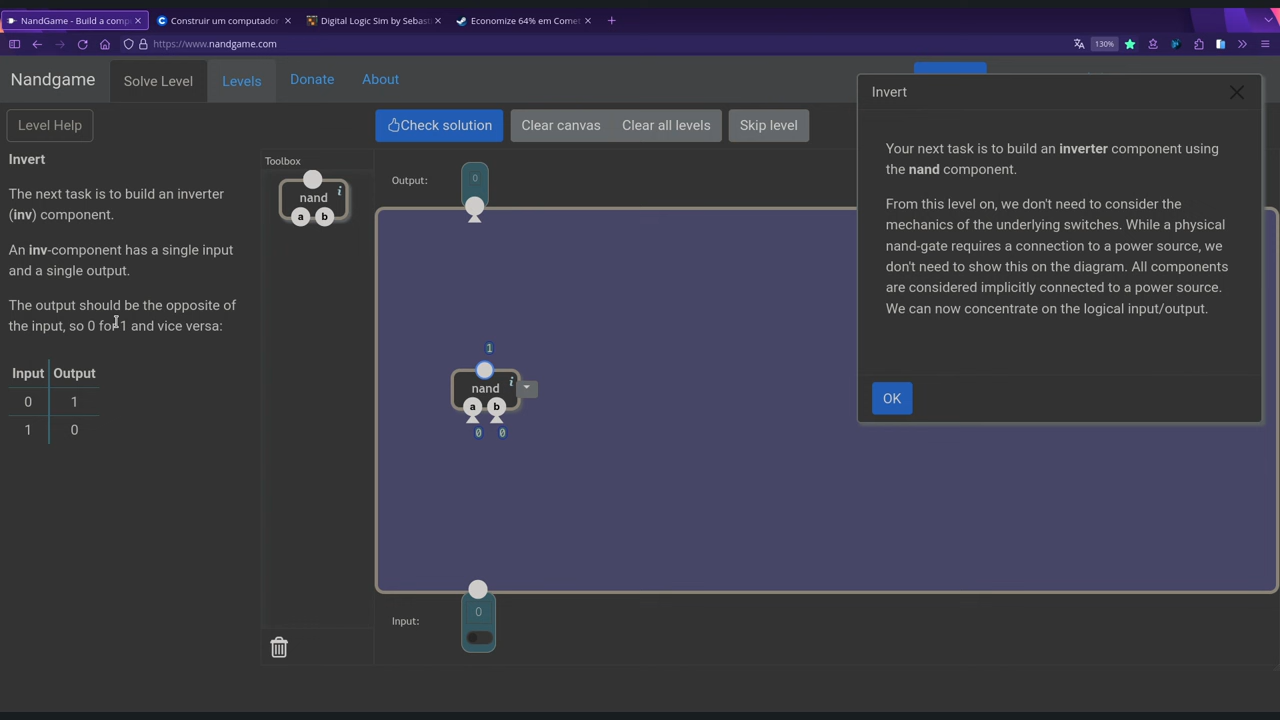 NandGame - Build a comp
Construir um computador
Digital Logic Sim by Sebast
Economize 64% em Comet
https://www.nandgame.com
130%
Nandgame
Solve Level
Levels
Donate
About
Level Help
Check solution
Clear canvas
Clear all levels
Skip level
Invert
The next task is to build an inverter
(inv) component.
An inv-component has a single input
and a single output.
The output should be the opposite of
the input, so 0 for 1 and vice versa:
Input Output
0 1
1 0
Toolbox
nand
i
a b
Output:
0
1
nand
i
a b
0 0
Input:
0
Invert
Your next task is to build an inverter component using
the nand component.
From this level on, we don't need to consider the
mechanics of the underlying switches. While a physical
nand-gate requires a connection to a power source, we
don't need to show this on the diagram. All components
are considered implicitly connected to a power source.
We can now concentrate on the logical input/output.
OK